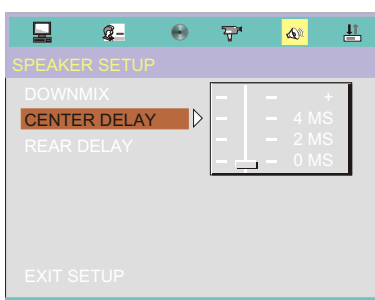 SPEAKER SETUP
DOWNMIX
CENTER DELAY
REAR DELAY
+
4 MS
2 MS
0 MS
EXIT SETUP